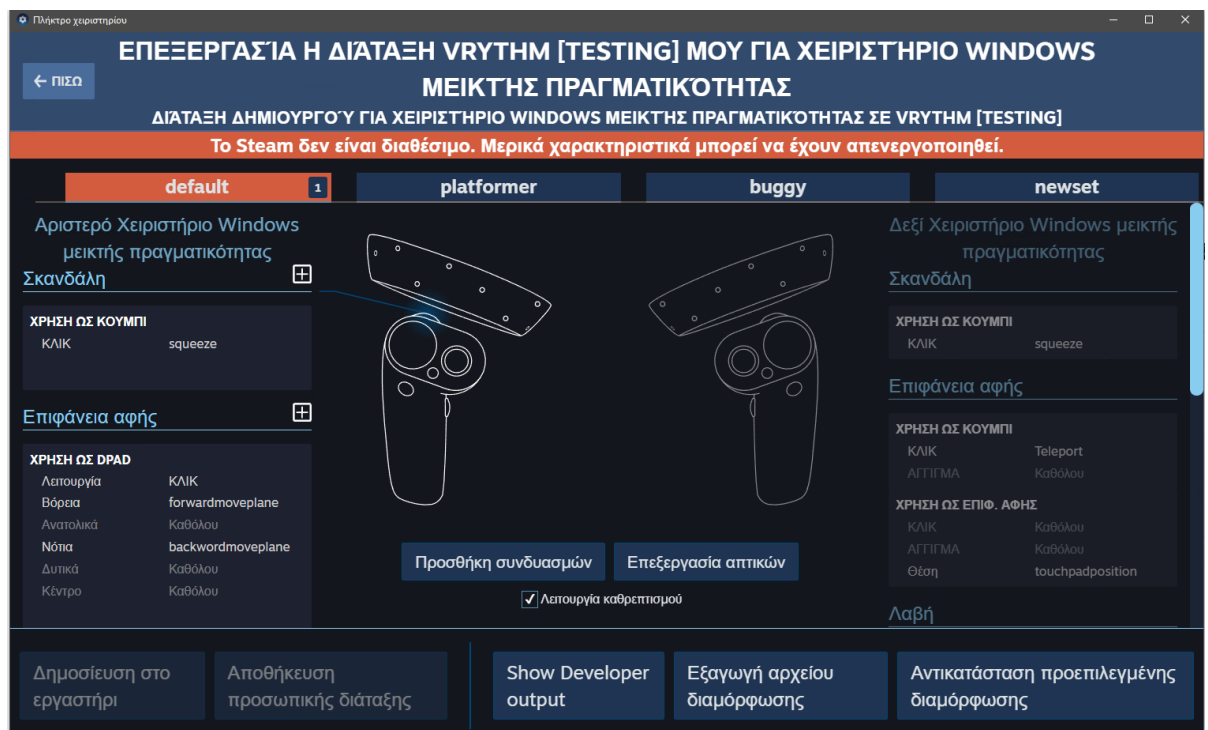 Πλήκτρο χειριστηρίου
← ΠΙΣΩ
ΕΠΕΞΕΡΓΑΣΊΑ Η ΔΙΆΤΑΞΗ VRYTHM [TESTING] ΜΟΥ ΓΙΑ ΧΕΙΡΙΣΤΉΡΙΟ WINDOWS
ΜΕΙΚΤΉΣ ΠΡΑΓΜΑΤΙΚΌΤΗΤΑΣ
ΔΙΆΤΑΞΗ ΔΗΜΙΟΥΡΓΟΎ ΓΙΑ ΧΕΙΡΙΣΤΉΡΙΟ WINDOWS ΜΕΙΚΤΉΣ ΠΡΑΓΜΑΤΙΚΌΤΗΤΑΣ ΣΕ VRYTHM [TESTING]
Το Steam δεν είναι διαθέσιμο. Μερικά χαρακτηριστικά μπορεί να έχουν απενεργοποιηθεί.
default 1 platformer buggy newset
Αριστερό Χειριστήριο Windows
μεικτής πραγματικότητας
Σκανδάλη
ΧΡΗΣΗ ΩΣ ΚΟΥΜΠΙ
ΚΛΙΚ squeeze
Επιφάνεια αφής
ΧΡΗΣΗ ΩΣ DPAD
Λειτουργία ΚΛΙΚ
Βόρεια forwardmoveplane
Ανατολικά Καθόλου
Νότια backwordmoveplane
Δυτικά Καθόλου
Κέντρο Καθόλου
Προσθήκη συνδυασμών Επεξεργασία απτικών
Λειτουργία καθρεπτισμού
Δεξί Χειριστήριο Windows μεικτής
πραγματικότητας
Σκανδάλη
ΧΡΗΣΗ ΩΣ ΚΟΥΜΠΙ
ΚΛΙΚ squeeze
Επιφάνεια αφής
ΧΡΗΣΗ ΩΣ ΚΟΥΜΠΙ
ΚΛΙΚ Teleport
ΑΓΓΙΓΜΑ Καθόλου
ΧΡΗΣΗ ΩΣ ΕΠΙΦ. ΑΦΗΣ
ΚΛΙΚ Καθόλου
ΑΓΓΙΓΜΑ Καθόλου
Θέση touchpadposition
Λαβή
Δημοσίευση στο
εργαστήρι
Αποθήκευση
προσωπικής διάταξης
Show Developer
output
Εξαγωγή αρχείου
διαμόρφωσης
Αντικατάσταση προεπιλεγμένης
διαμόρφωσης